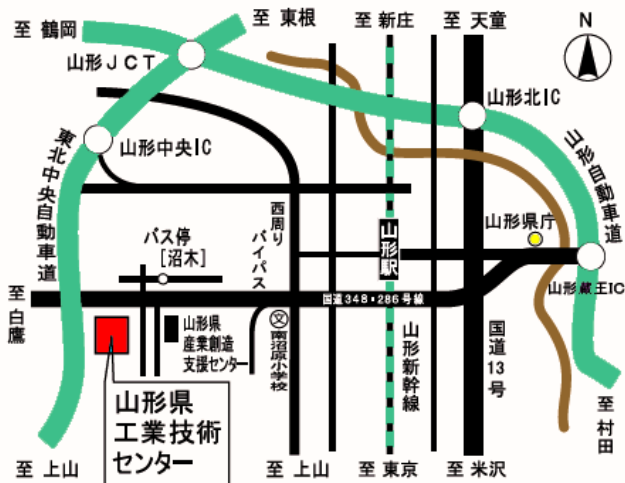 至 鶴岡
至 東根
至 新庄
至 天童
N
山形JCT
山形北IC
山形中央IC
東北中央自動車道
山形自動車道
西周り
バイパス
山形県庁
バス停
[沼木]
山形駅
山形蔵王IC
至
白鷹
国道348・286号線
山形県
産業創造
支援センター
㊛南沼原小学校
山形新幹線
国道13号
山形県
工業技術
センター
至
村田
至 上山
至 上山
至 東京
至 米沢